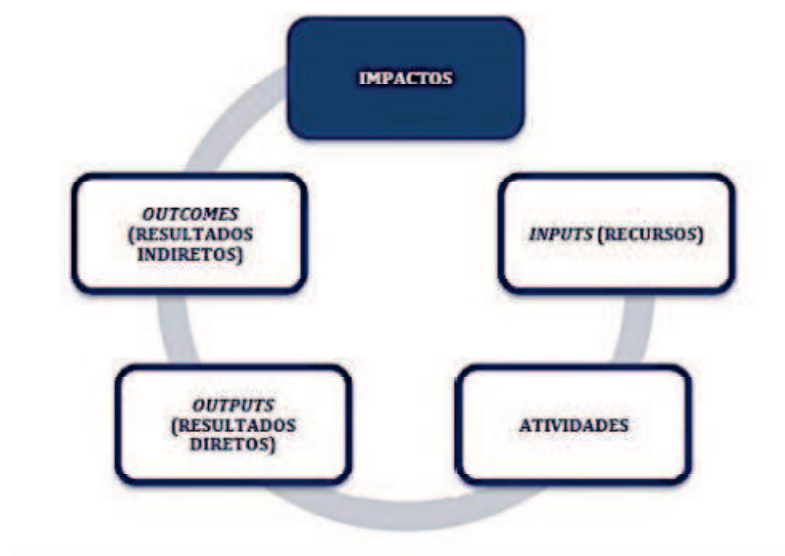 IMPACTOS
OUTCOMES
(RESULTADOS
INDIRETOS)
INPUTS (RECURSOS)
OUTPUTS
(RESULTADOS
DIRETOS)
ATIVIDADES